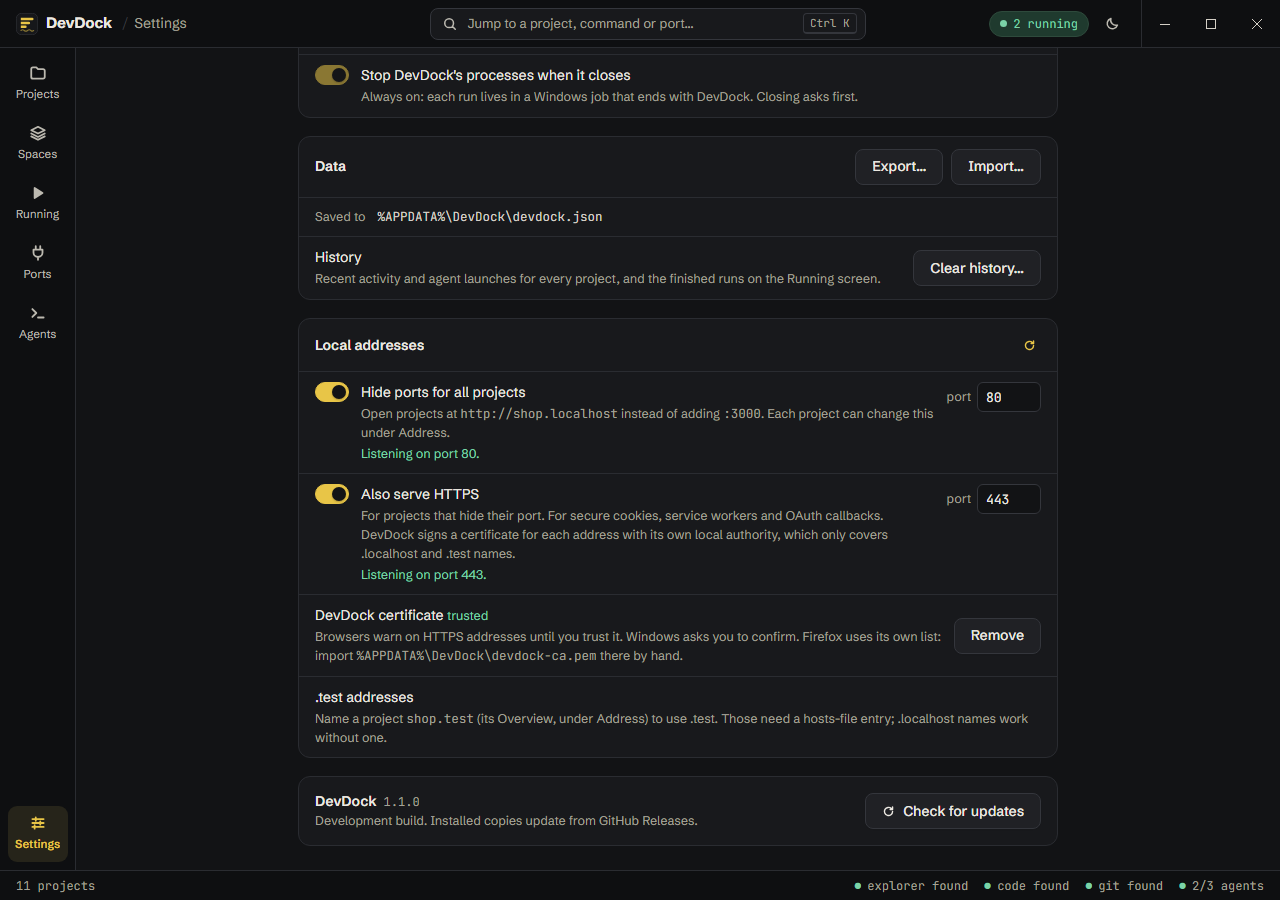 DevDock / Settings
Jump to a project, command or port...
Ctrl K
2 running
Projects
Spaces
Running
Ports
Agents
Settings
Stop DevDock's processes when it closes
Always on: each run lives in a Windows job that ends with DevDock. Closing asks first.
Data
Export...
Import...
Saved to %APPDATA%\DevDock\devdock.json
History
Recent activity and agent launches for every project, and the finished runs on the Running screen.
Clear history...
Local addresses
Hide ports for all projects
port 80
Open projects at http://shop.localhost instead of adding :3000. Each project can change this
under Address.
Listening on port 80.
Also serve HTTPS
port 443
For projects that hide their port. For secure cookies, service workers and OAuth callbacks.
DevDock signs a certificate for each address with its own local authority, which only covers
.localhost and .test names.
Listening on port 443.
DevDock certificate trusted
Browsers warn on HTTPS addresses until you trust it. Windows asks you to confirm. Firefox uses its own list:
import %APPDATA%\DevDock\devdock-ca.pem there by hand.
Remove
.test addresses
Name a project shop.test (its Overview, under Address) to use .test. Those need a hosts-file entry; .localhost names work
without one.
DevDock 1.1.0
Development build. Installed copies update from GitHub Releases.
Check for updates
11 projects
explorer found
code found
git found
2/3 agents